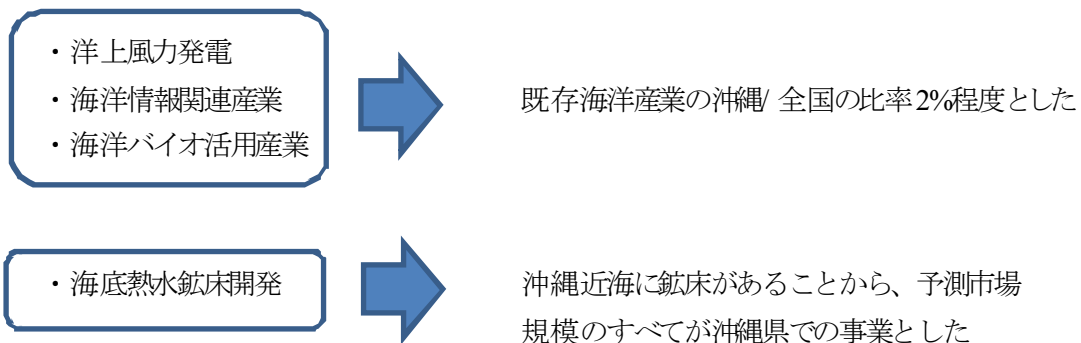 ・洋上風力発電
・海洋情報関連産業
・海洋バイオ活用産業
既存海洋産業の沖縄/ 全国の比率2%程度とした
・海底熱水鉱床開発
沖縄近海に鉱床があることから、予測市場
規模のすべてが沖縄県での事業とした